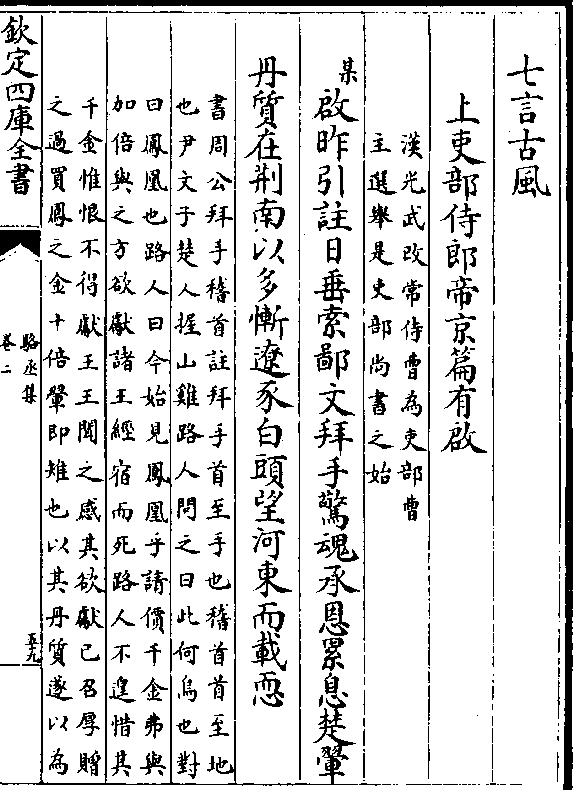 七言古風
上吏部侍郎帝京篇有啟
漢光武改常侍曹為吏部曹
主選舉是吏部尚書之始
某啟昨引註日垂索鄙文拜手驚魂承恩累息楚翬
丹質在荆南以多慚遼豕白頭望河東而載恧
書周公拜手稽首註拜手首至手也稽首首至地
也尹文子楚人握山雞路人問之曰此何鳥也對
曰鳳凰也路人曰今始見鳳凰乎請價千金弗與
加倍與之方欲獻諸王經宿而死路人不遑惜其
千金惟恨不得獻王王聞之感其欲獻己召厚贈
之過買鳳之金十倍翬即雉也以其丹質遂以為
欽定四庫全書
駱丞集
卷二
五九